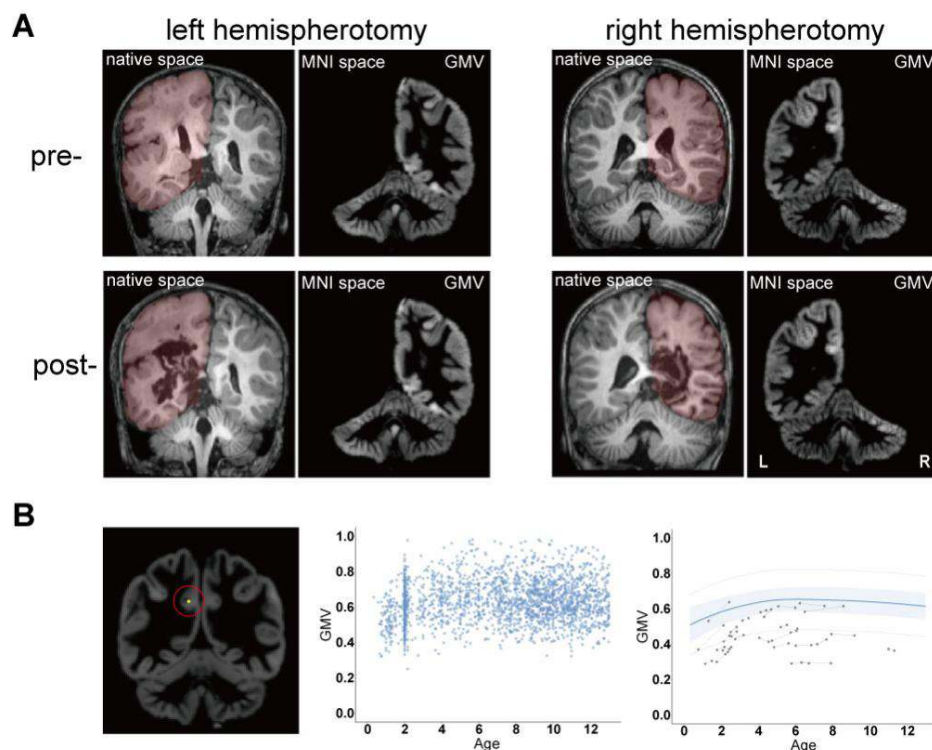 A
left hemispherotomy
right hemispherotomy
pre-
native space
MNI space
GMV
native space
MNI space
GMV
post-
native space
MNI space
GMV
native space
MNI space
GMV
L
R
B
1.0
0.8
0.6
0.4
0.2
0.0
GMV
0 2 4 6 8 10 12
Age
1.0
0.8
0.6
0.4
0.2
0.0
GMV
0 2 4 6 8 10 12
Age